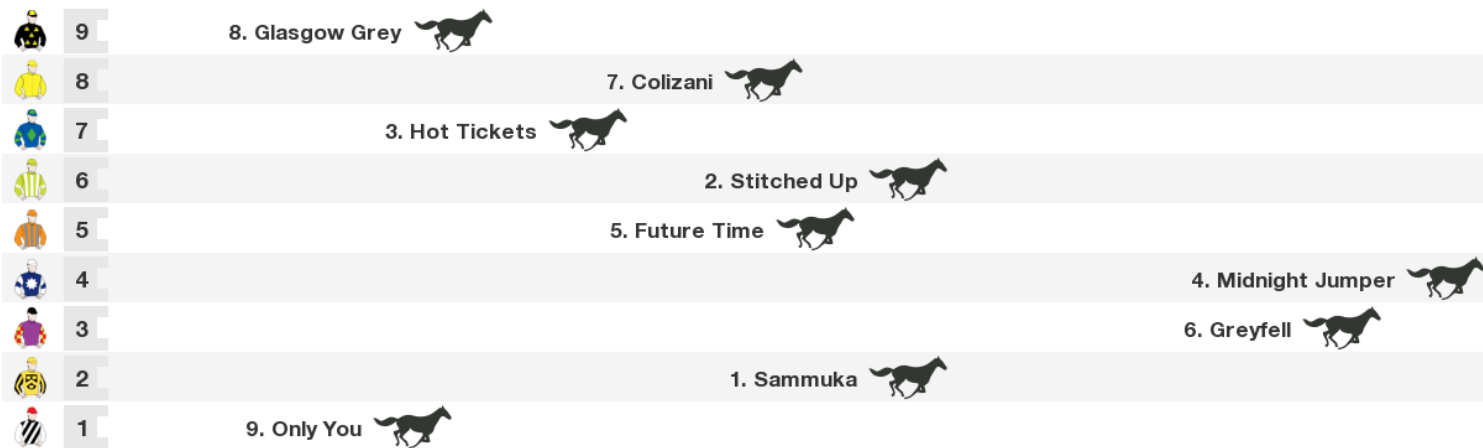 9 8. Glasgow Grey
8 7. Colizani
7 3. Hot Tickets
6 2. Stitched Up
5 5. Future Time
4 4. Midnight Jumper
3 6. Greyfell
2 1. Sammuka
1 9. Only You